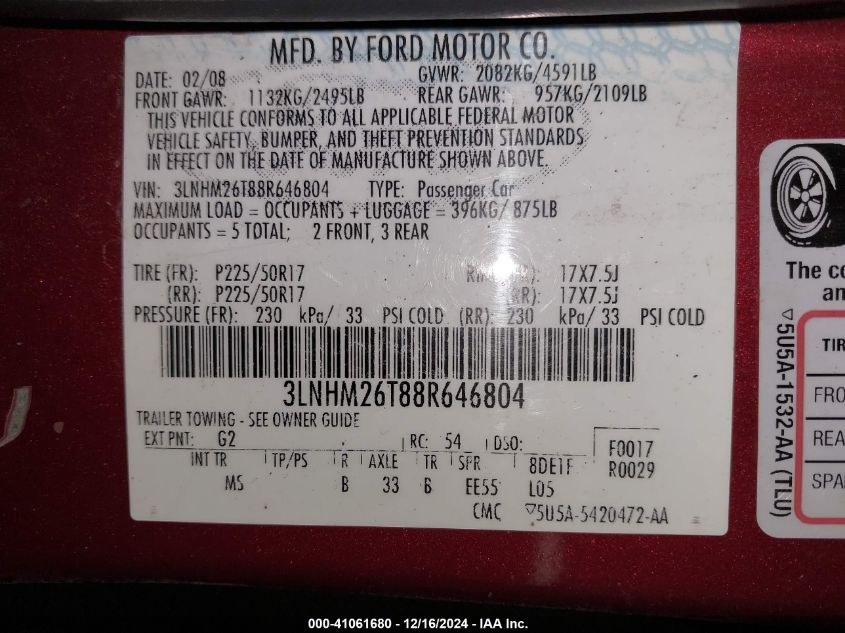 MFD. BY FORD MOTOR CO.
DATE: 02/08 GVWR: 2082KG/4591LB
FRONT GAWR: 1132KG/2495LB REAR GAWR: 957KG/2109LB
THIS VEHICLE CONFORMS TO ALL APPLICABLE FEDERAL MOTOR
VEHICLE SAFETY, BUMPER, AND THEFT PREVENTION STANDARDS
IN EFFECT ON THE DATE OF MANUFACTURE SHOWN ABOVE.
VIN: 3LNHM26T88R646804 TYPE: Passenger Car
MAXIMUM LOAD = OCCUPANTS + LUGGAGE = 396KG/ 875LB
OCCUPANTS = 5 TOTAL; 2 FRONT, 3 REAR
TIRE (FR): P225/50R17 (FR): 17X7.5J
(RR): P225/50R17 (RR): 17X7.5J
PRESSURE (FR): 230 kPa/ 33 PSI COLD (RR): 230 kPa/ 33 PSI COLD
3LNHM26T88R646804
TRAILER TOWING - SEE OWNER GUIDE
EXT PNT: G2 RC: 54 DSO: F0017
INT TR TP/PS R AXLE TR SPR 8DE1F R0029
M5 B 33 B EE55 L05
CMC ▽5U5A-5420472-AA
The co
an
TIR
FRO
REA
SPA
▽5U5A-1532-AA (TLU)
000-41061680 - 12/16/2024 - IAA Inc.